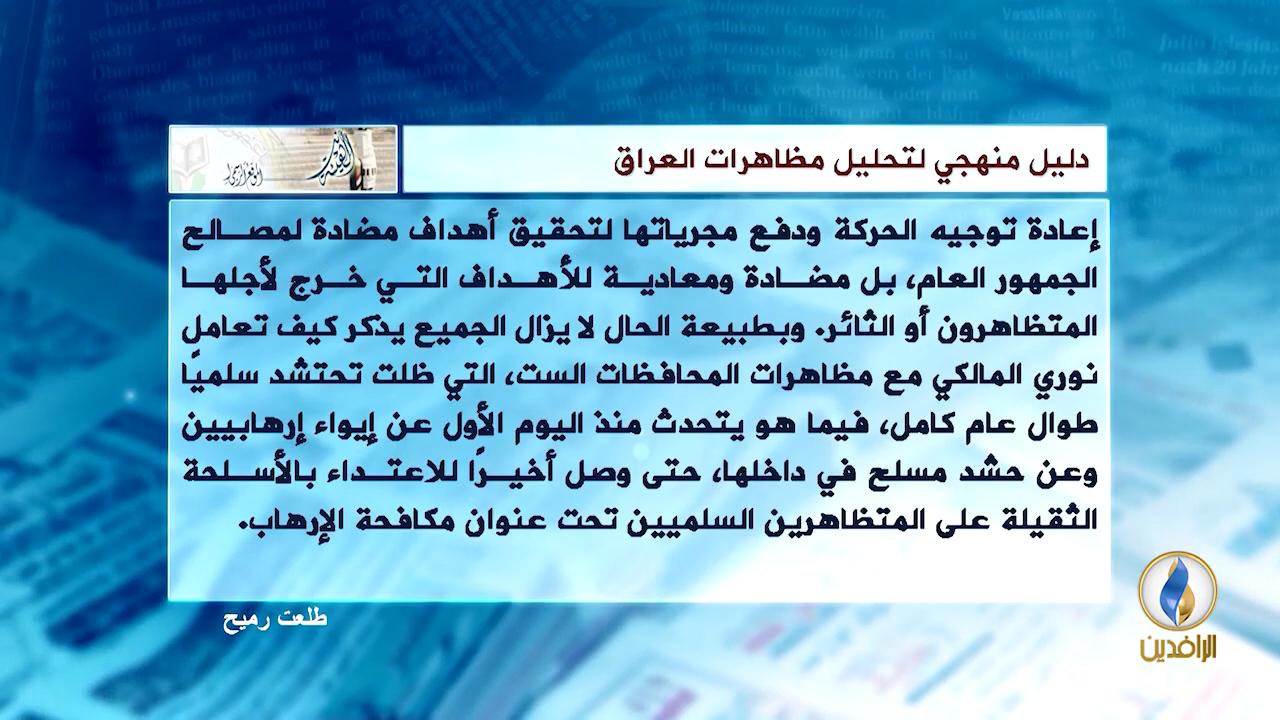 دليل منهجي لتحليل مظاهرات العراق
إعادة توجيه الحركة ودفع مجرياتها لتحقيق أهداف مضادة لمصالح
الجمهور العام، بل مضادة ومعادية للأهداف التي خرج لأجلها
المتظاهرون أو الثائر. وبطبيعة الحال لا يزال الجميع يذكر كيف تعامل
نوري المالكي مع مظاهرات المحافظات الست، التي ظلت تحتشد سلميًا
طوال عام كامل، فيما هو يتحدث منذ اليوم الأول عن إيواء إرهابيين
وعن حشد مسلح في داخلها، حتى وصل أخيرًا للاعتداء بالأسلحة
الثقيلة على المتظاهرين السلميين تحت عنوان مكافحة الإرهاب.
طلعت رميح
الرافدين